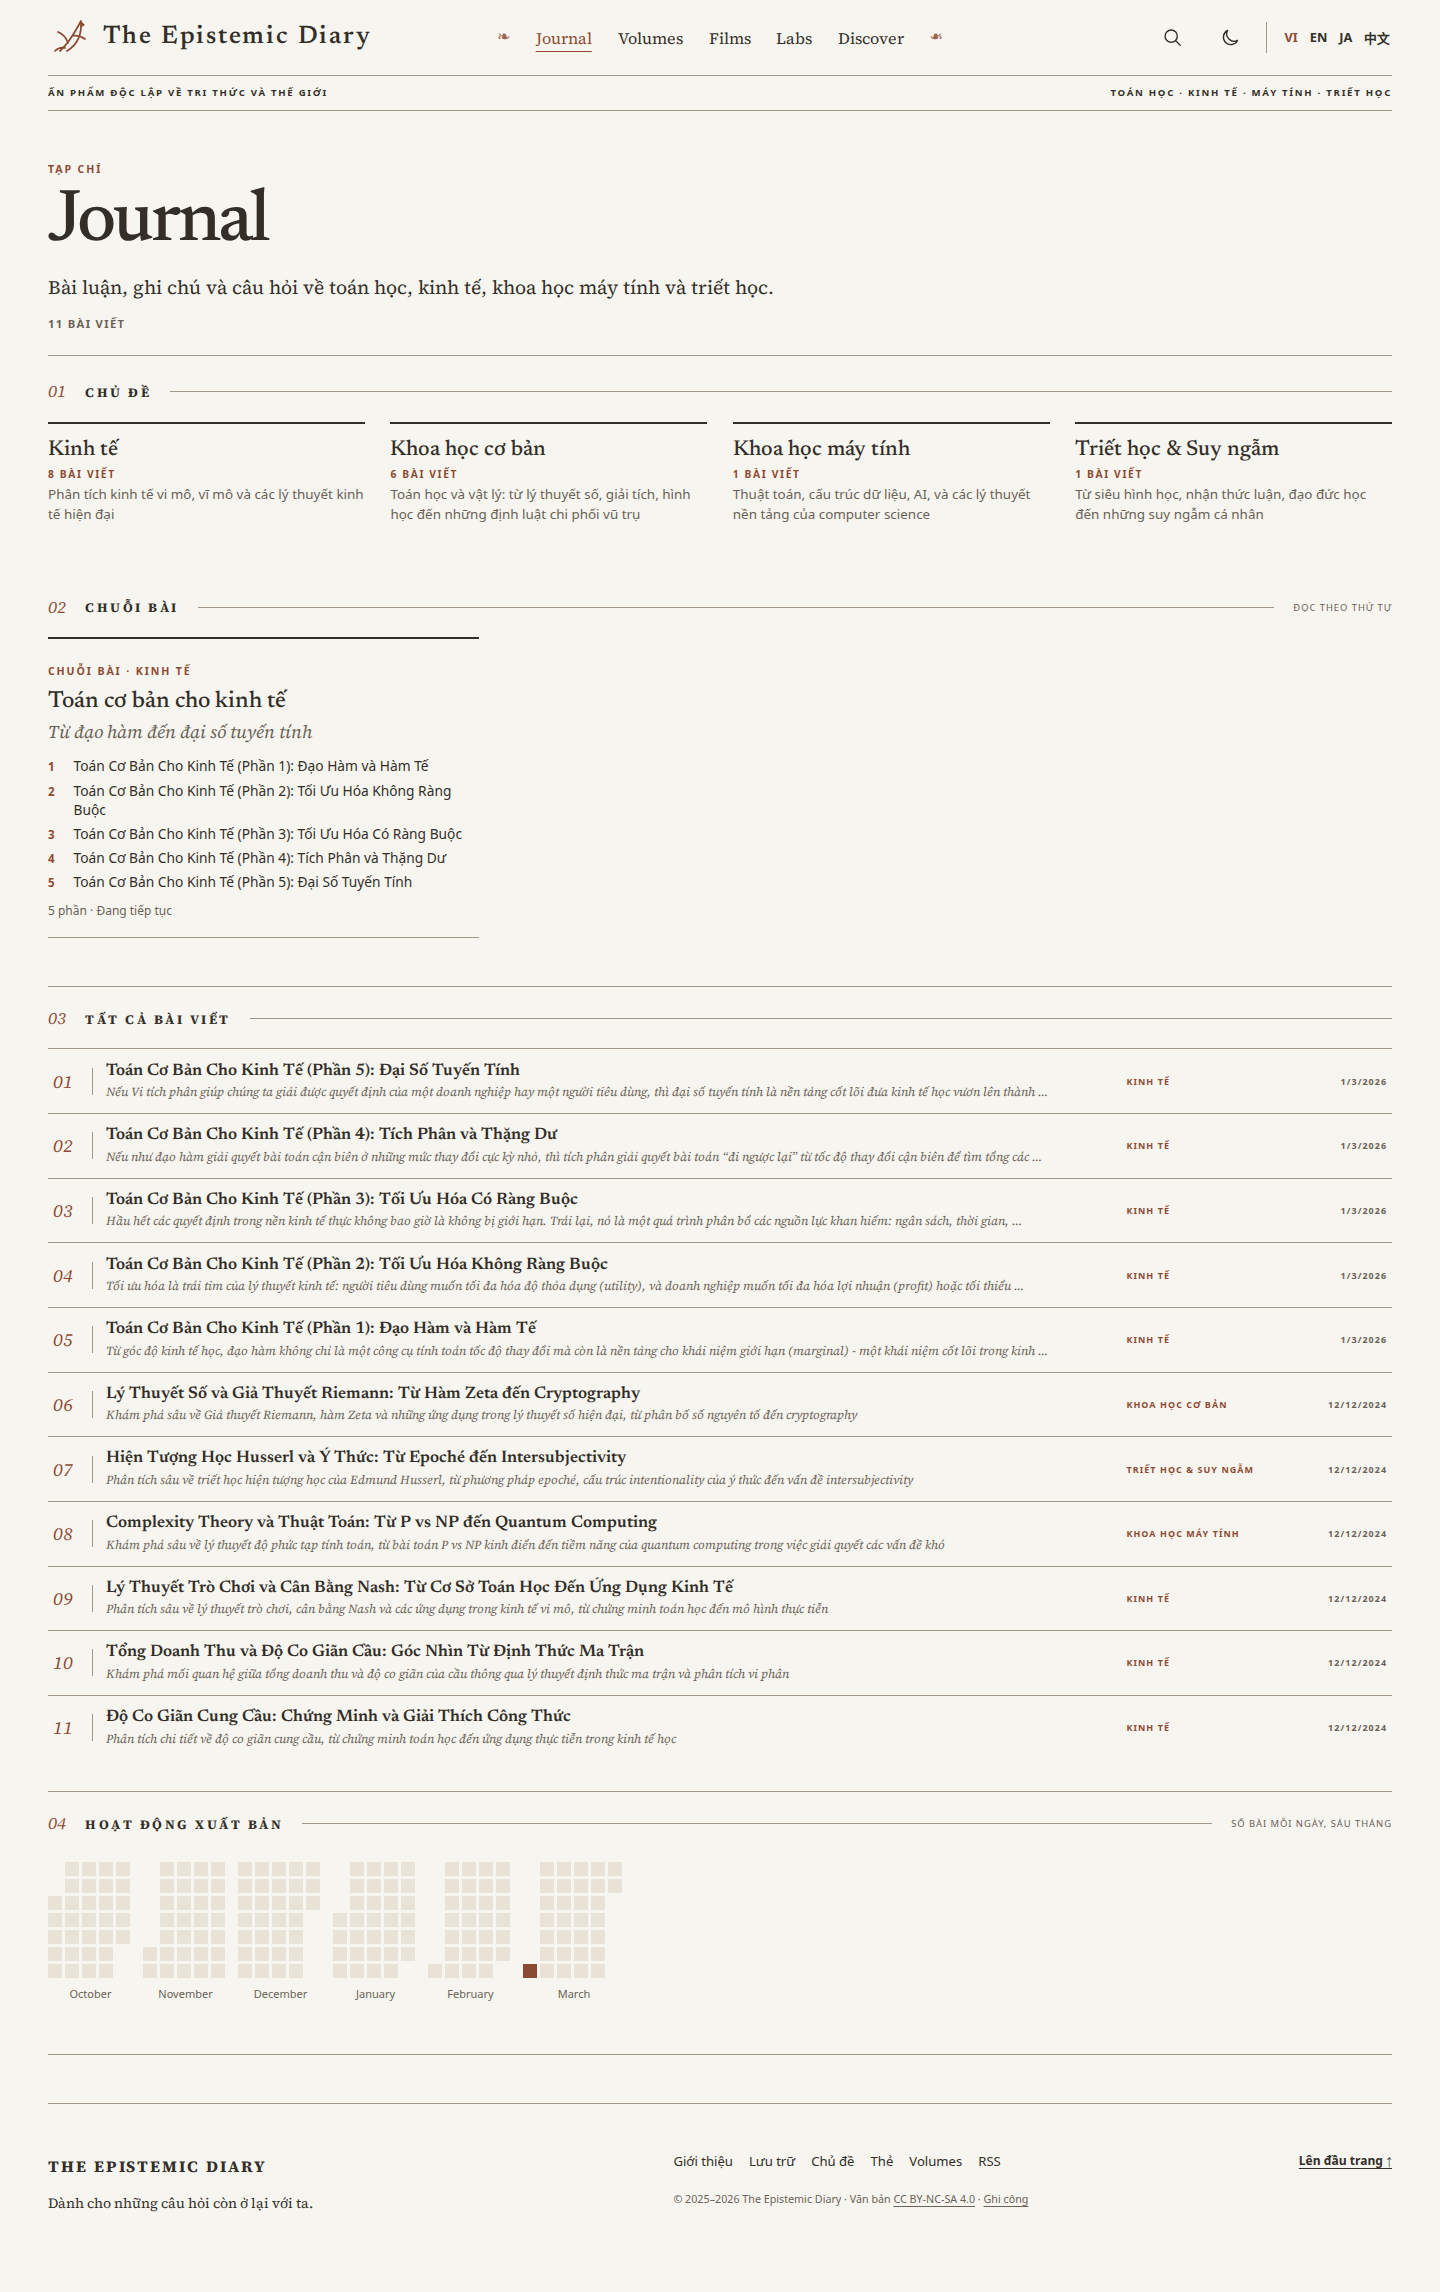 The Epistemic Diary
❧ Journal Volumes Films Labs Discover ☙
VI EN JA 中文
ẤN PHẨM ĐỘC LẬP VỀ TRI THỨC VÀ THẾ GIỚI
TOÁN HỌC · KINH TẾ · MÁY TÍNH · TRIẾT HỌC
TẠP CHÍ
Journal
Bài luận, ghi chú và câu hỏi về toán học, kinh tế, khoa học máy tính và triết học.
11 BÀI VIẾT
01 CHỦ ĐỀ
Kinh tế
8 BÀI VIẾT
Phân tích kinh tế vi mô, vĩ mô và các lý thuyết kinh
tế hiện đại
Khoa học cơ bản
6 BÀI VIẾT
Toán học và vật lý: từ lý thuyết số, giải tích, hình
học đến những định luật chi phối vũ trụ
Khoa học máy tính
1 BÀI VIẾT
Thuật toán, cấu trúc dữ liệu, AI, và các lý thuyết
nền tảng của computer science
Triết học & Suy ngẫm
1 BÀI VIẾT
Từ siêu hình học, nhận thức luận, đạo đức học
đến những suy ngẫm cá nhân
02 CHUỖI BÀI
ĐỌC THEO THỨ TỰ
CHUỖI BÀI · KINH TẾ
Toán cơ bản cho kinh tế
Từ đạo hàm đến đại số tuyến tính
1 Toán Cơ Bản Cho Kinh Tế (Phần 1): Đạo Hàm và Hàm Tế
2 Toán Cơ Bản Cho Kinh Tế (Phần 2): Tối Ưu Hóa Không Ràng
Buộc
3 Toán Cơ Bản Cho Kinh Tế (Phần 3): Tối Ưu Hóa Có Ràng Buộc
4 Toán Cơ Bản Cho Kinh Tế (Phần 4): Tích Phân và Thặng Dư
5 Toán Cơ Bản Cho Kinh Tế (Phần 5): Đại Số Tuyến Tính
5 phần · Đang tiếp tục
03 TẤT CẢ BÀI VIẾT
01 Toán Cơ Bản Cho Kinh Tế (Phần 5): Đại Số Tuyến Tính
Nếu Vi tích phân giúp chúng ta giải được quyết định của một doanh nghiệp hay một người tiêu dùng, thì đại số tuyến tính là nền tảng cốt lõi đưa kinh tế học vươn lên thành ...
KINH TẾ 1/3/2026
02 Toán Cơ Bản Cho Kinh Tế (Phần 4): Tích Phân và Thặng Dư
Nếu như đạo hàm giải quyết bài toán cận biên ở những mức thay đổi cực kỳ nhỏ, thì tích phân giải quyết bài toán “đi ngược lại” từ tốc độ thay đổi cận biên để tìm tổng các ...
KINH TẾ 1/3/2026
03 Toán Cơ Bản Cho Kinh Tế (Phần 3): Tối Ưu Hóa Có Ràng Buộc
Hầu hết các quyết định trong nền kinh tế thực không bao giờ là không bị giới hạn. Trái lại, nó là một quá trình phân bổ các nguồn lực khan hiếm: ngân sách, thời gian, ...
KINH TẾ 1/3/2026
04 Toán Cơ Bản Cho Kinh Tế (Phần 2): Tối Ưu Hóa Không Ràng Buộc
Tối ưu hóa là trái tim của lý thuyết kinh tế: người tiêu dùng muốn tối đa hóa độ thỏa dụng (utility), và doanh nghiệp muốn tối đa hóa lợi nhuận (profit) hoặc tối thiểu ...
KINH TẾ 1/3/2026
05 Toán Cơ Bản Cho Kinh Tế (Phần 1): Đạo Hàm và Hàm Tế
Từ góc độ kinh tế học, đạo hàm không chỉ là một công cụ tính toán tốc độ thay đổi mà còn là nền tảng cho khái niệm giới hạn (marginal) - một khái niệm cốt lõi trong kinh ...
KINH TẾ 1/3/2026
06 Lý Thuyết Số và Giả Thuyết Riemann: Từ Hàm Zeta đến Cryptography
Khám phá sâu về Giả thuyết Riemann, hàm Zeta và những ứng dụng trong lý thuyết số hiện đại, từ phân bố số nguyên tố đến cryptography
KHOA HỌC CƠ BẢN 12/12/2024
07 Hiện Tượng Học Husserl và Ý Thức: Từ Epoché đến Intersubjectivity
Phân tích sâu về triết học hiện tượng học của Edmund Husserl, từ phương pháp epoché, cấu trúc intentionality của ý thức đến vấn đề intersubjectivity
TRIẾT HỌC & SUY NGẪM 12/12/2024
08 Complexity Theory và Thuật Toán: Từ P vs NP đến Quantum Computing
Khám phá sâu về lý thuyết độ phức tạp tính toán, từ bài toán P vs NP kinh điển đến tiềm năng của quantum computing trong việc giải quyết các vấn đề khó
KHOA HỌC MÁY TÍNH 12/12/2024
09 Lý Thuyết Trò Chơi và Cân Bằng Nash: Từ Cơ Sở Toán Học Đến Ứng Dụng Kinh Tế
Phân tích sâu về lý thuyết trò chơi, cân bằng Nash và các ứng dụng trong kinh tế vi mô, từ chứng minh toán học đến mô hình thực tiễn
KINH TẾ 12/12/2024
10 Tổng Doanh Thu và Độ Co Giãn Cầu: Góc Nhìn Từ Định Thức Ma Trận
Khám phá mối quan hệ giữa tổng doanh thu và độ co giãn của cầu thông qua lý thuyết định thức ma trận và phân tích vi phân
KINH TẾ 12/12/2024
11 Độ Co Giãn Cung Cầu: Chứng Minh và Giải Thích Công Thức
Phân tích chi tiết về độ co giãn cung cầu, từ chứng minh toán học đến ứng dụng thực tiễn trong kinh tế học
KINH TẾ 12/12/2024
04 HOẠT ĐỘNG XUẤT BẢN
SỐ BÀI MỖI NGÀY, SÁU THÁNG
October November December January February March
THE EPISTEMIC DIARY
Dành cho những câu hỏi còn ở lại với ta.
Giới thiệu Lưu trữ Chủ đề Thẻ Volumes RSS
© 2025–2026 The Epistemic Diary · Văn bản CC BY-NC-SA 4.0 · Ghi công
Lên đầu trang ↑